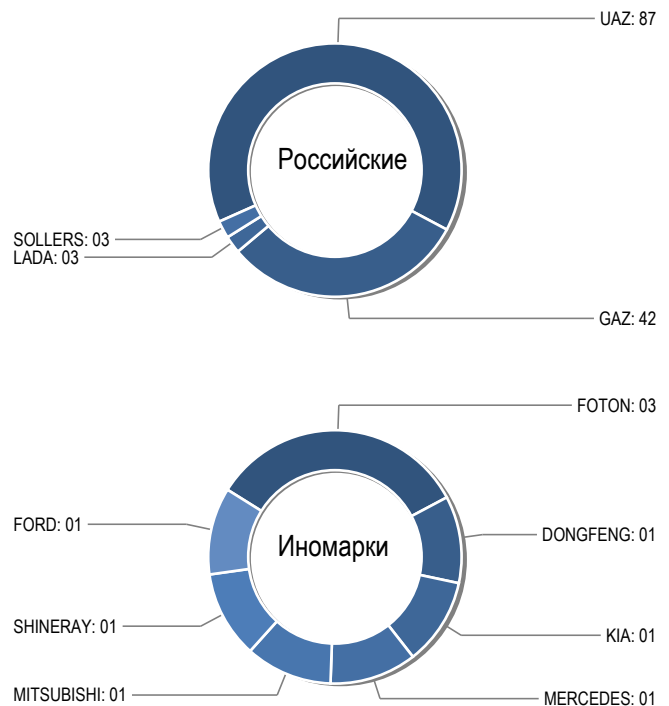 UAZ: 87
Российские
SOLLERS: 03
LADA: 03
GAZ: 42
FOTON: 03
FORD: 01
DONGFENG: 01
Иномарки
SHINERAY: 01
KIA: 01
MITSUBISHI: 01
MERCEDES: 01